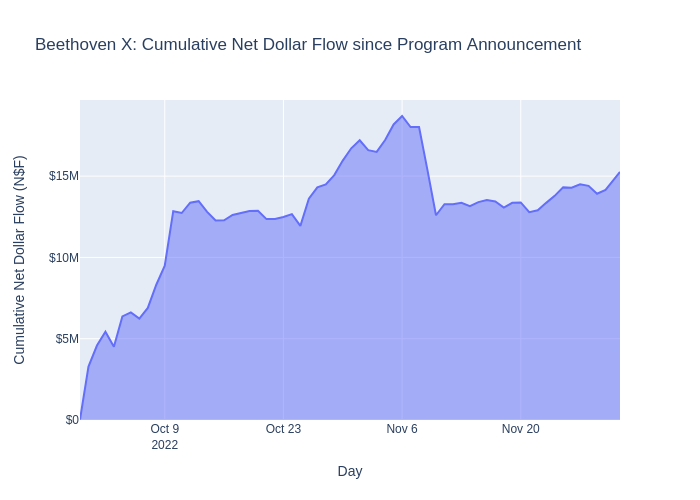 Beethoven X: Cumulative Net Dollar Flow since Program Announcement
Cumulative Net Dollar Flow (N$F)
$15M
$10M
$5M
$0
Oct 9
2022
Oct 23
Nov 6
Nov 20
Day